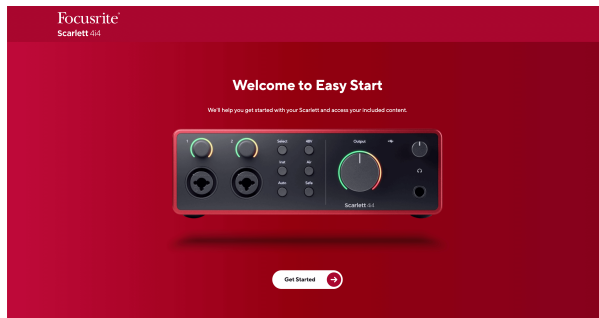 Focusrite®
Scarlett 4i4
Welcome to Easy Start
We'll help you get started with your Scarlett and access your included content.
1 2 Select 48V Output
Inst Air
Auto Safe
Scarlett 4i4
Get Started